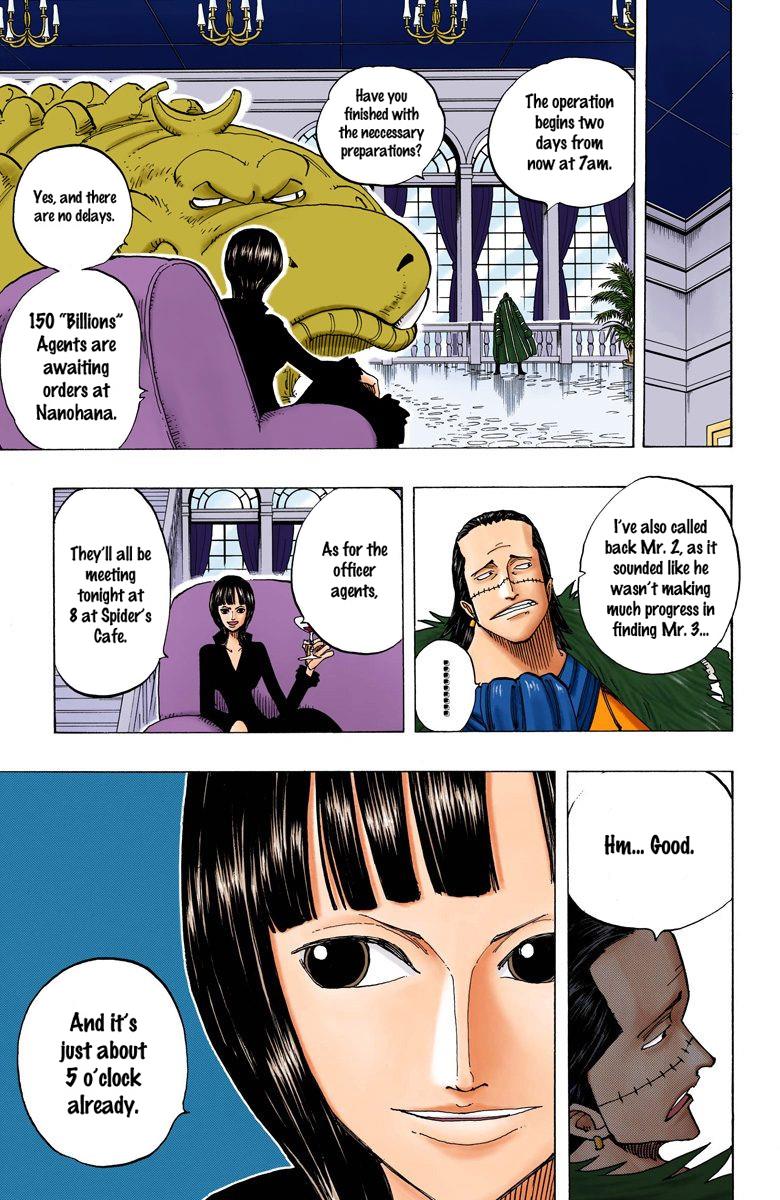 The operation
begins two
days from
now at 7am.
Have you
finished with
the neccessary
preparations?
Yes, and there
are no delays.
150 "Billions"
Agents are
awaiting
orders at
Nanohana.
I've also called
back Mr. 2, as it
sounded like he
wasn't making
much progress in
finding Mr. 3...
..........
As for the
officer
agents,
They'll all be
meeting
tonight at
8 at Spider's
Cafe.
Hm... Good.
And it's
just about
5 o'clock
already.